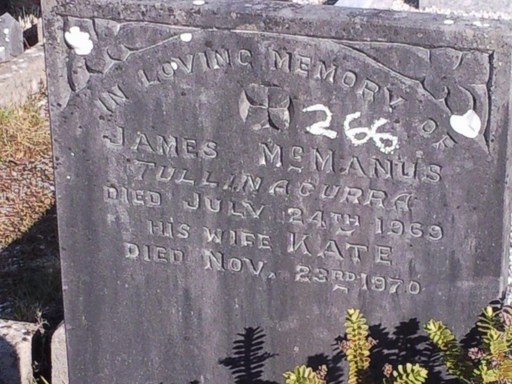 IN LOVING MEMORY OF
266
JAMES McMANUS
TULLINACURRA
DIED JULY 24TH 1969
HIS WIFE KATE
DIED NOV. 23RD 1970